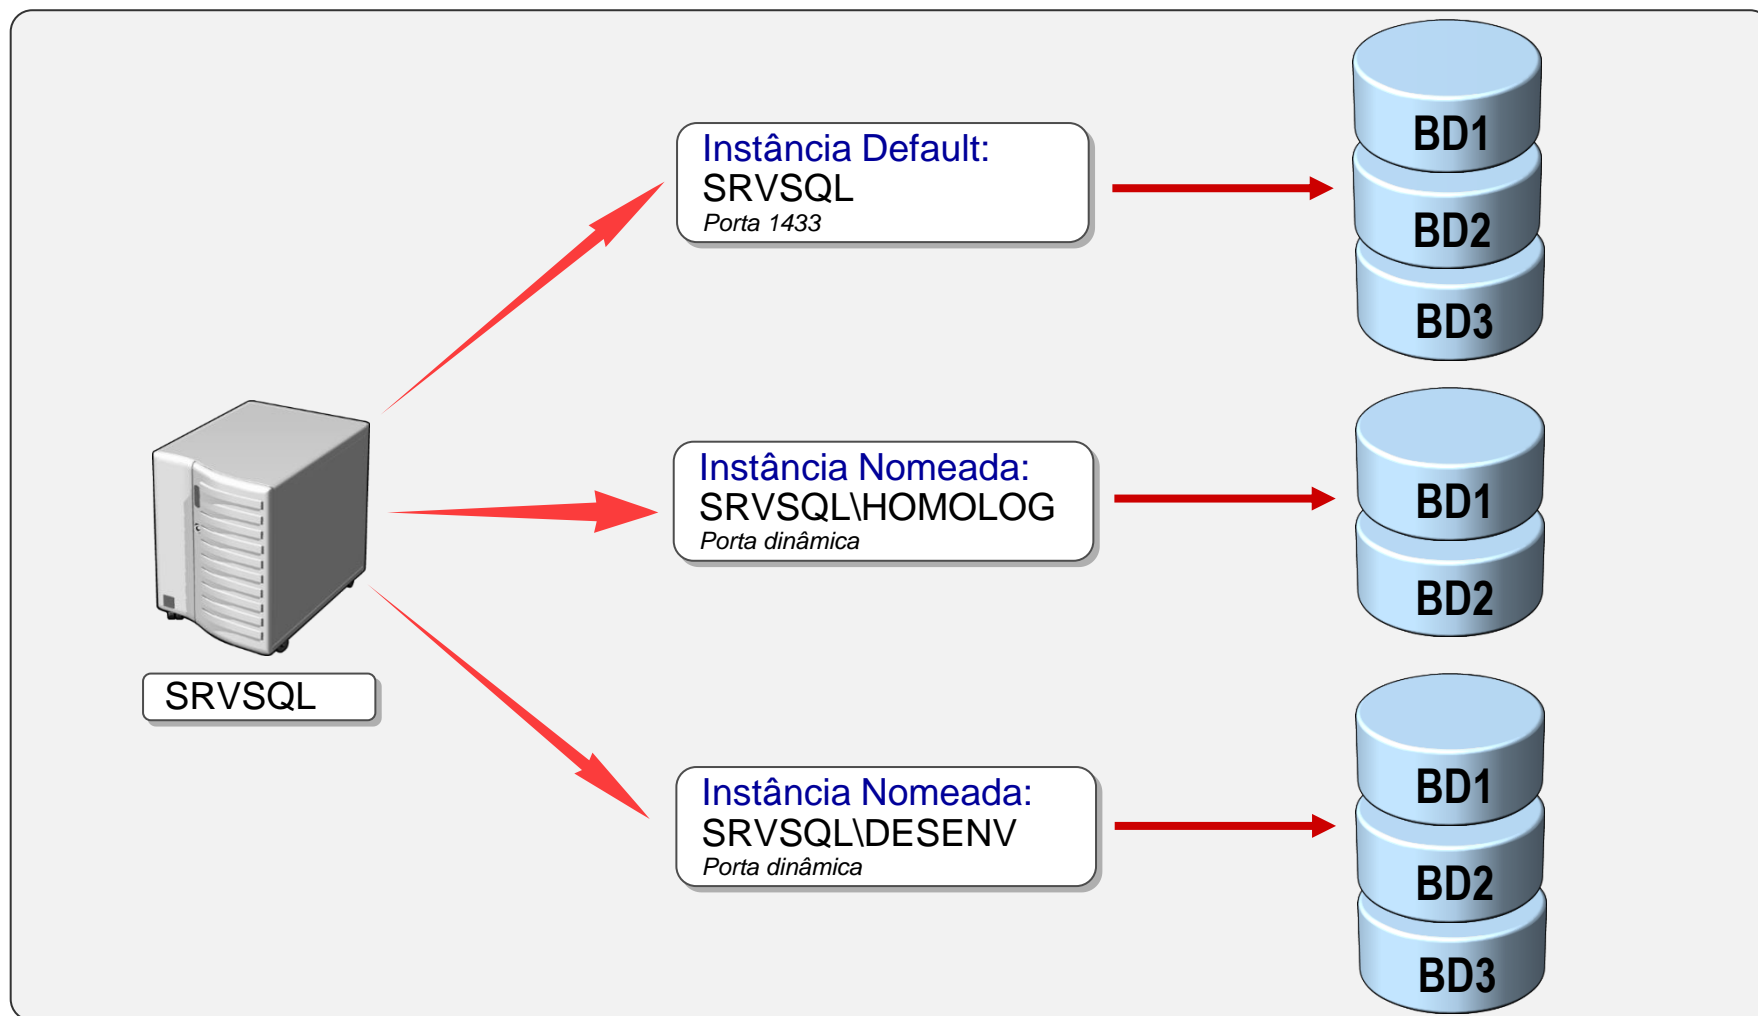 Instância Default:
SRVSQL
Porta 1433
BD1
BD2
BD3
Instância Nomeada:
SRVSQL\HOMOLOG
Porta dinâmica
BD1
BD2
SRVSQL
Instância Nomeada:
SRVSQL\DESENV
Porta dinâmica
BD1
BD2
BD3